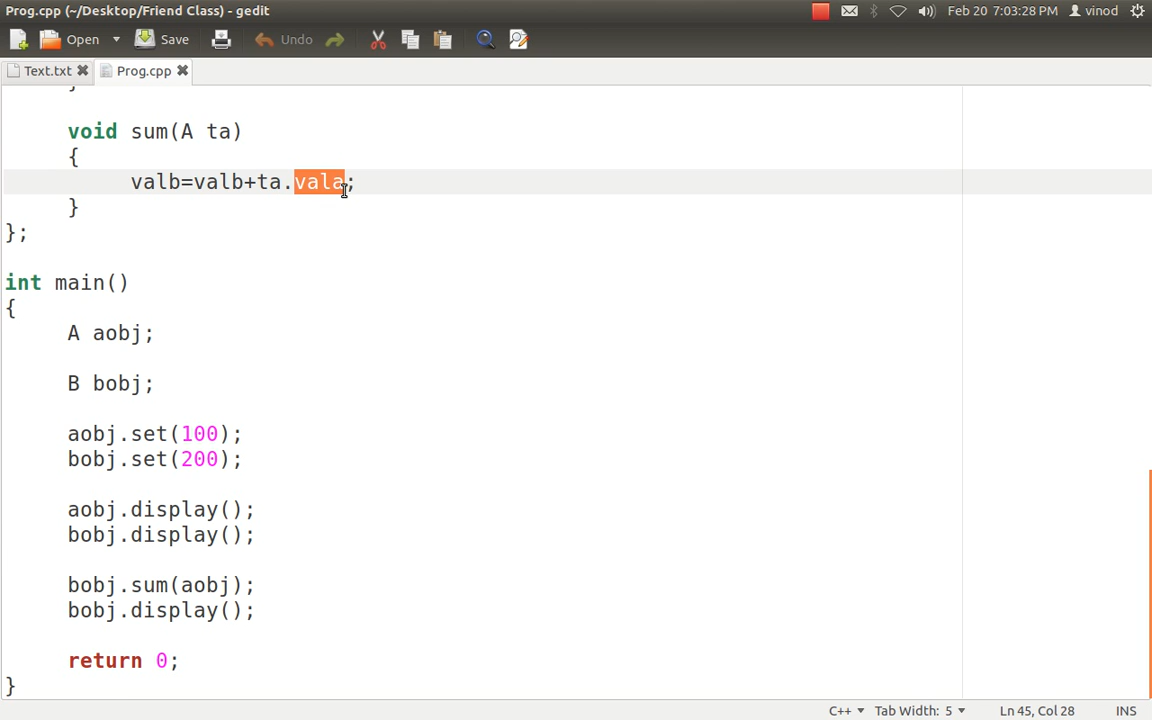 Prog.cpp (~/Desktop/Friend Class) - gedit
Feb 20 7:03:28 PM vinod
Open Save Undo
Text.txt Prog.cpp
}
void sum(A ta)
{
valb=valb+ta.vala;
}
};
int main()
{
A aobj;
B bobj;
aobj.set(100);
bobj.set(200);
aobj.display();
bobj.display();
bobj.sum(aobj);
bobj.display();
return 0;
}
C++ Tab Width: 5 Ln 45, Col 28 INS